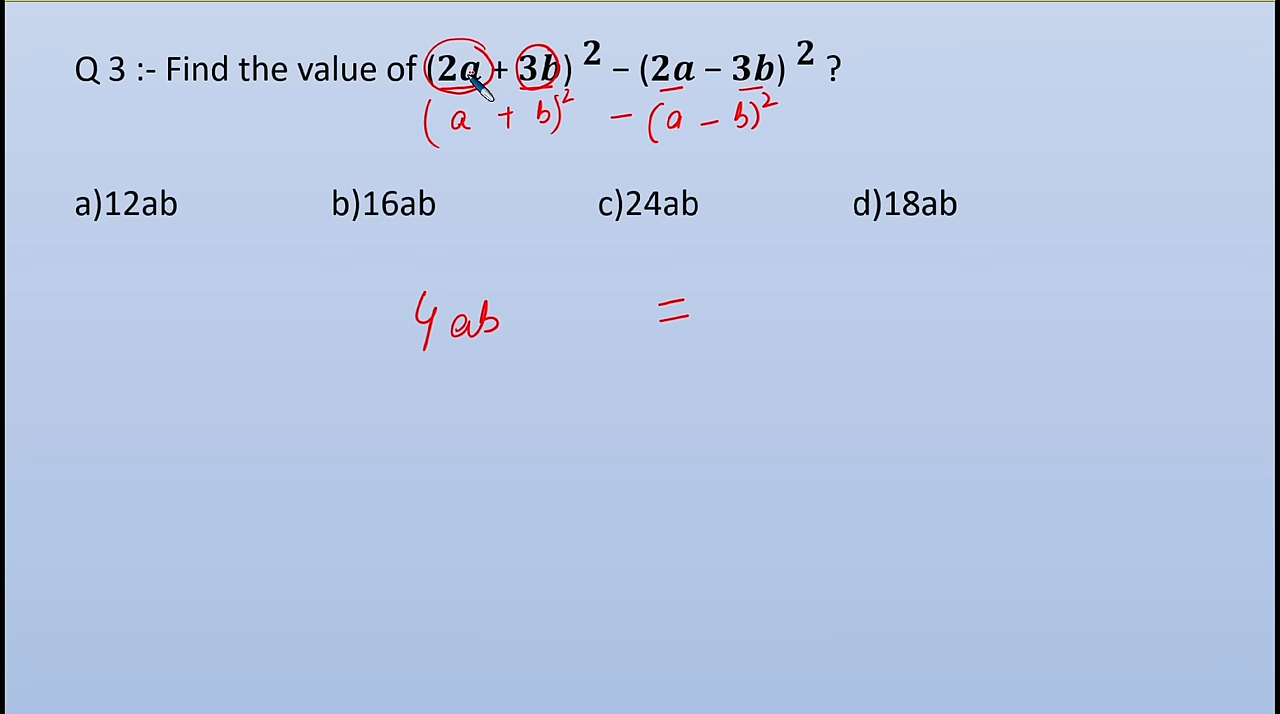 Q 3 :- Find the value of (2a + 3b)² − (2a − 3b)² ?
(a + b)² − (a − b)²
a)12ab b)16ab c)24ab d)18ab
4ab =